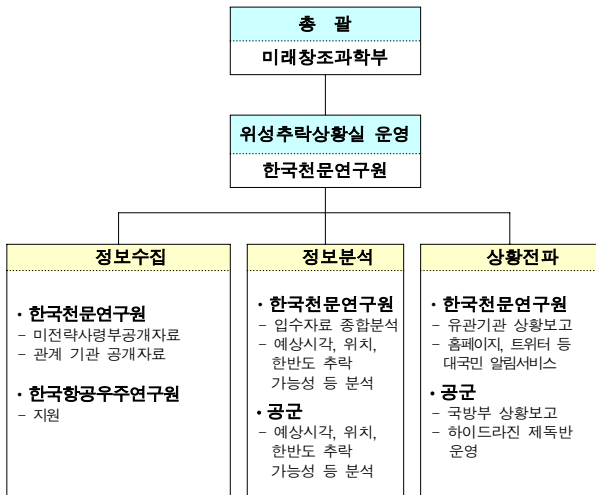 총 괄
미래창조과학부
위성추락상황실 운영
한국천문연구원
정보수집
• 한국천문연구원
- 미전략사령부공개자료
- 관계 기관 공개자료
• 한국항공우주연구원
- 지원
정보분석
• 한국천문연구원
- 입수자료 종합분석
- 예상시각, 위치,
한반도 추락
가능성 등 분석
• 공군
- 예상시각, 위치,
한반도 추락
가능성 등 분석
상황전파
• 한국천문연구원
- 유관기관 상황보고
- 홈페이지, 트위터 등
대국민 알림서비스
• 공군
- 국방부 상황보고
- 하이드라진 제독반
운영